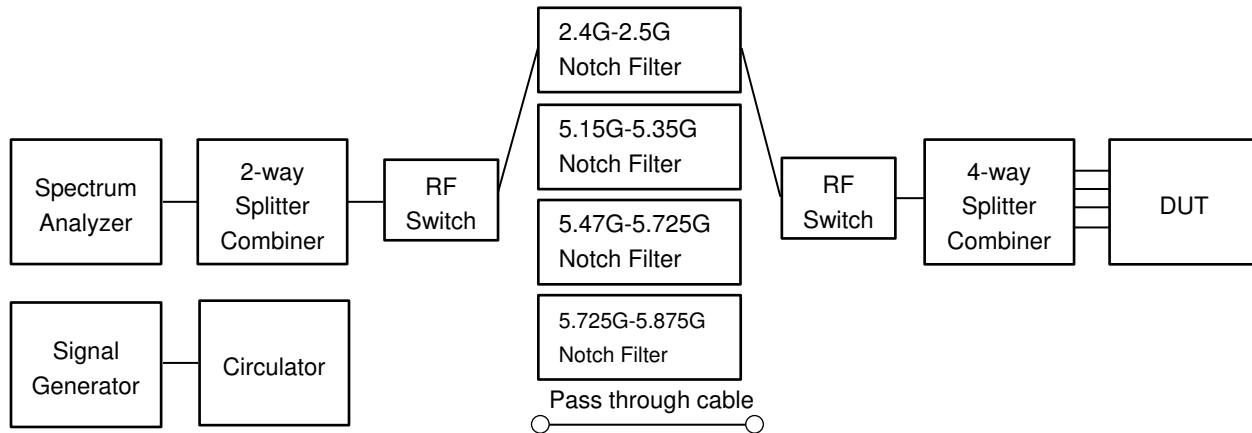 2.4G-2.5G
Notch Filter
5.15G-5.35G
Notch Filter
Spectrum
Analyzer
2-way
Splitter
Combiner
RF
Switch
RF
Switch
4-way
Splitter
Combiner
DUT
5.47G-5.725G
Notch Filter
Signal
Generator
Circulator
5.725G-5.875G
Notch Filter
Pass through cable